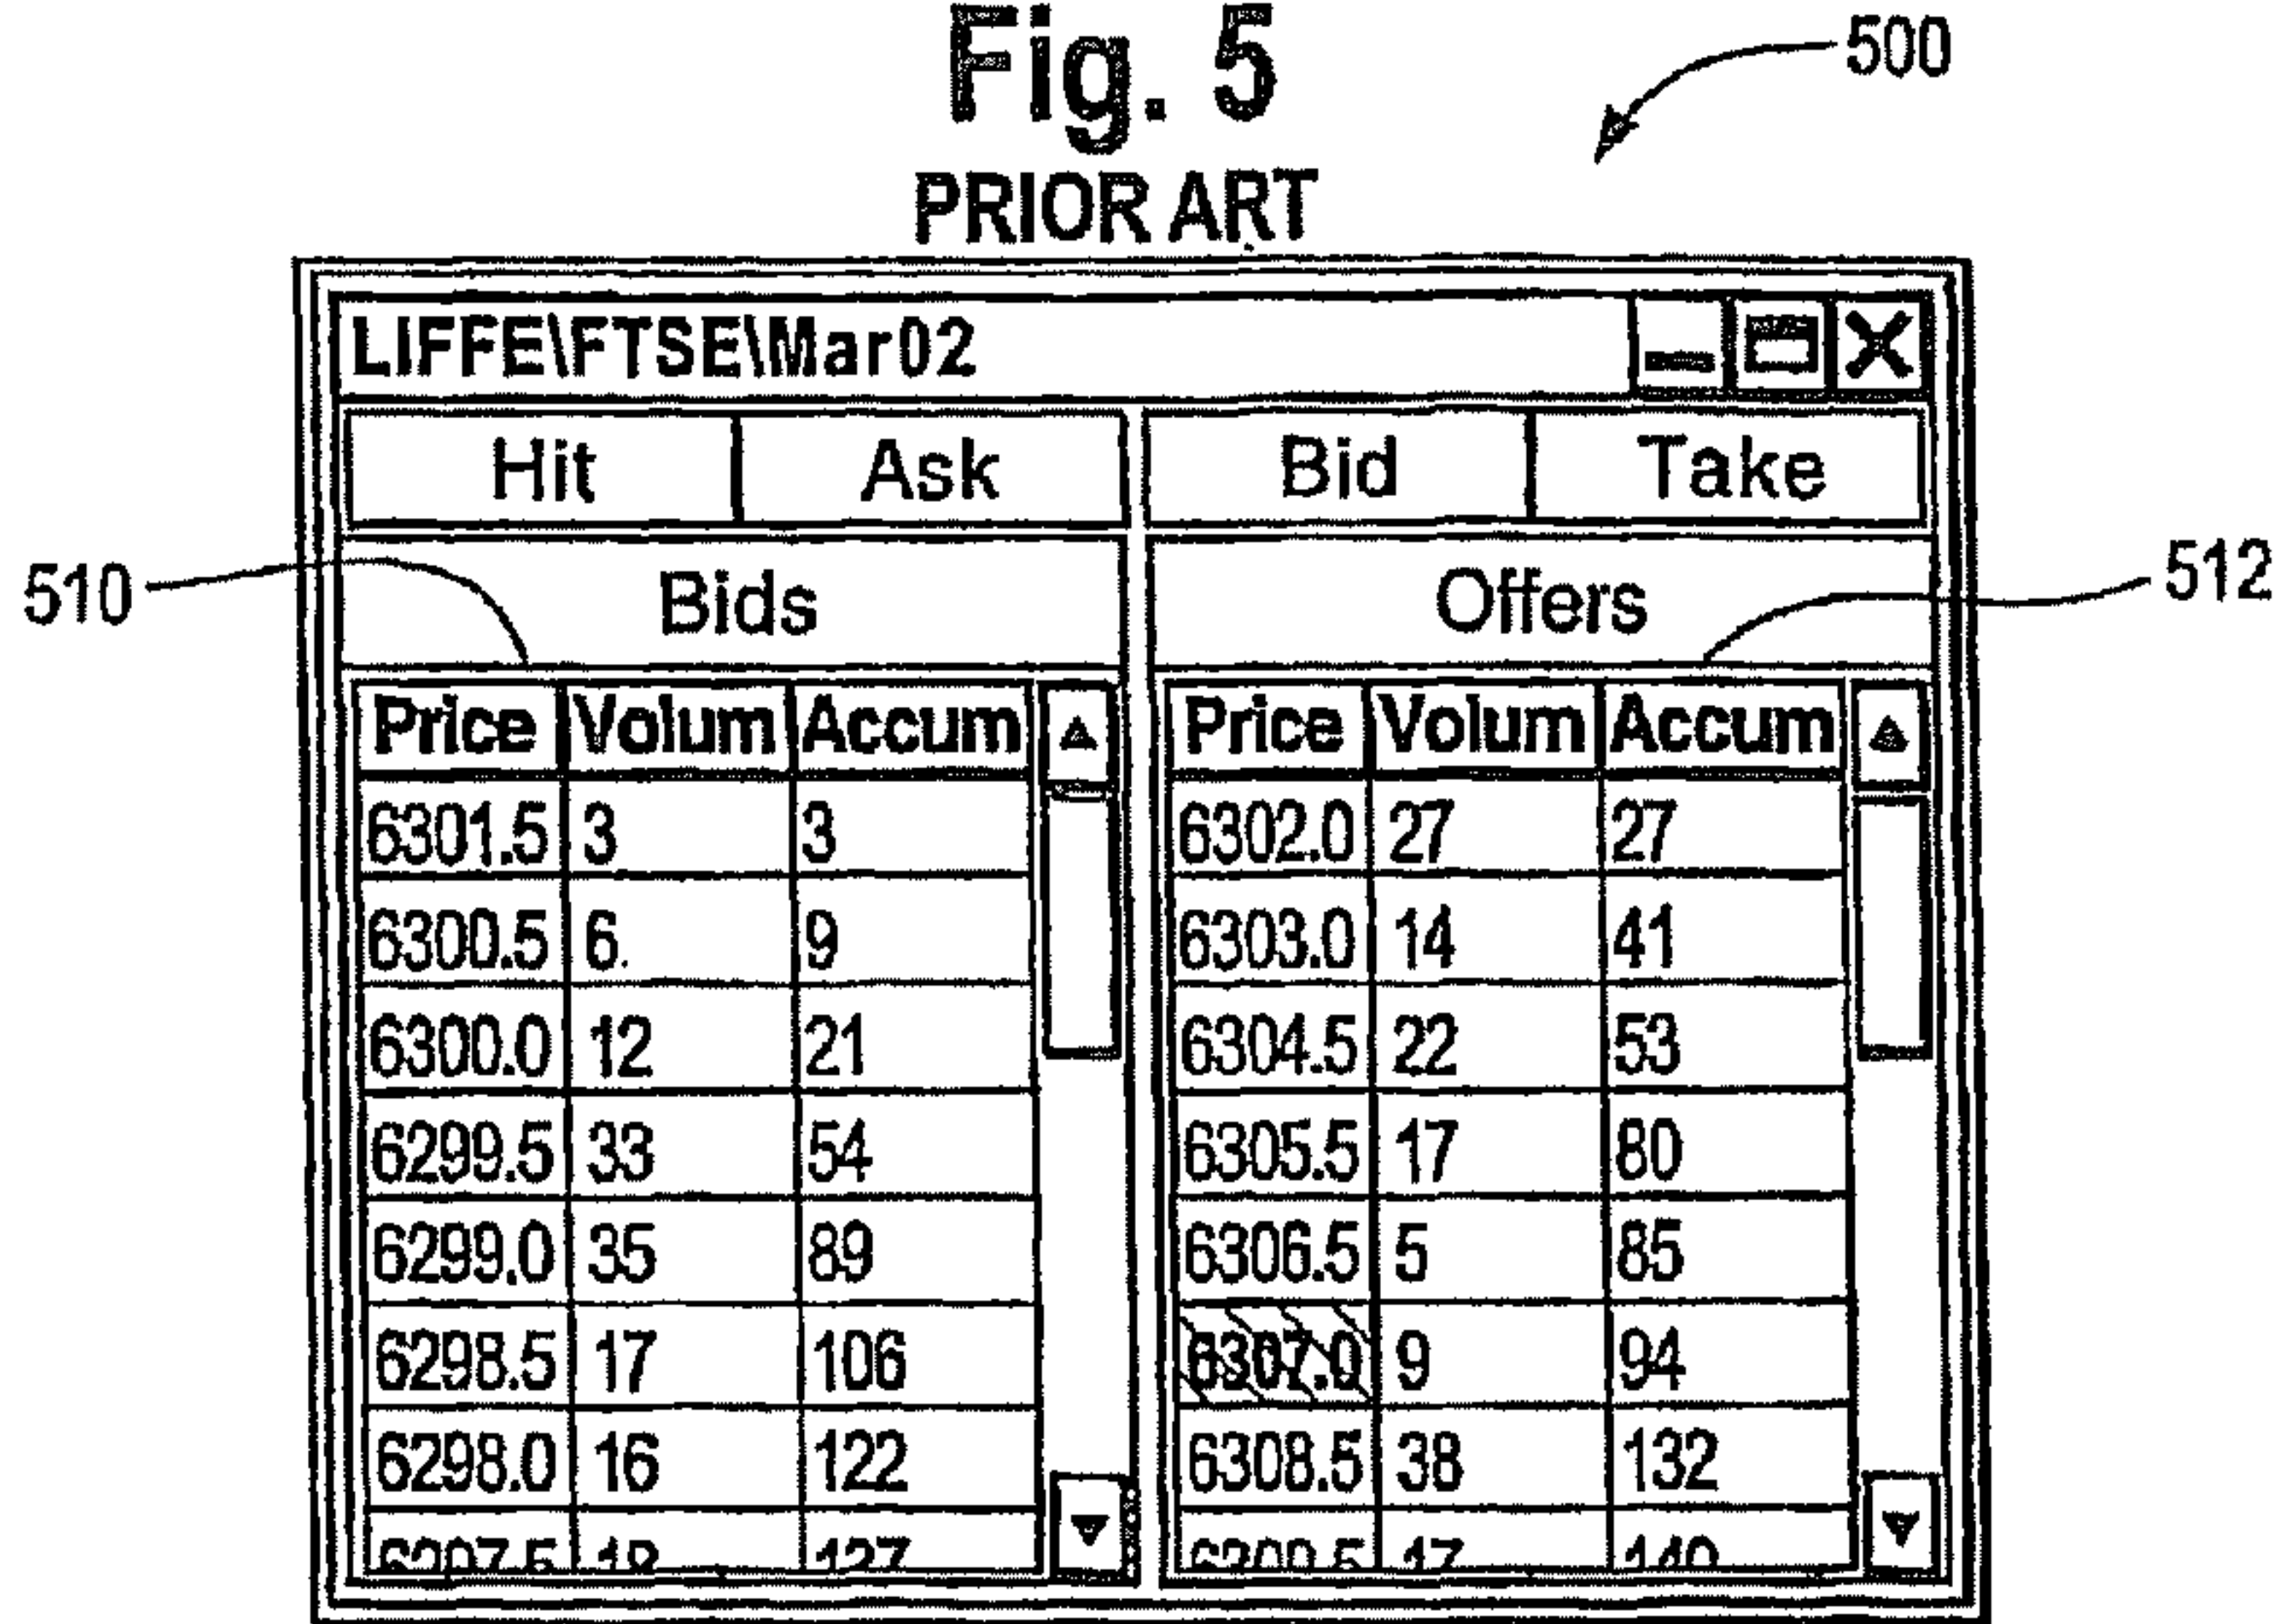 Fig. 5
500
PRIOR ART
LIFFE\FTSE\Mar02
Hit Ask Bid Take
510 Bids Offers 512
Price Volum Accum Price Volum Accum
6301.5 3 3 6302.0 27 27
6300.5 6 9 6303.0 14 41
6300.0 12 21 6304.5 22 53
6299.5 33 54 6305.5 17 80
6299.0 35 89 6306.5 5 85
6298.5 17 106 6307.0 9 94
6298.0 16 122 6308.5 38 132